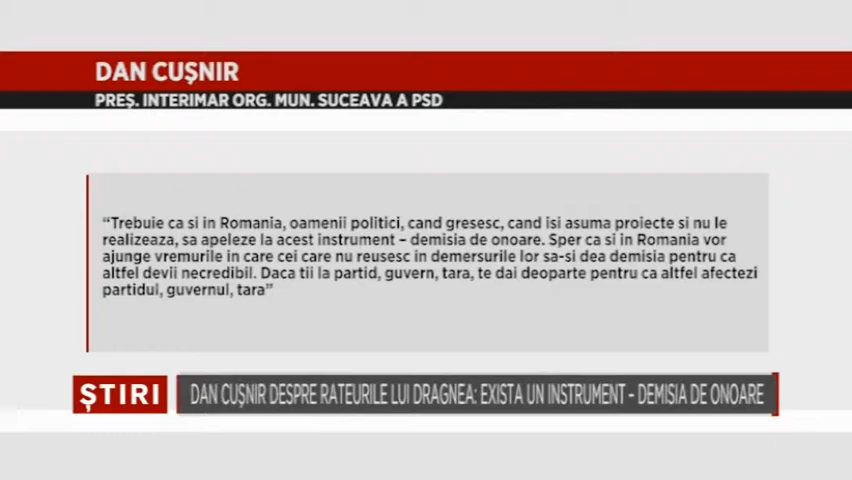 DAN CUȘNIR
PREȘ. INTERIMAR ORG. MUN. SUCEAVA A PSD
“Trebuie ca si in Romania, oamenii politici, cand gresesc, cand isi asuma proiecte si nu le
realizeaza, sa apeleze la acest instrument – demisia de onoare. Sper ca si in Romania vor
ajunge vremurile in care cei care nu reusesc in demersurile lor sa-si dea demisia pentru ca
altfel devii necredibil. Daca tii la partid, guvern, tara, te dai deoparte pentru ca altfel afectezi
partidul, guvernul, tara”
ȘTIRI
DAN CUȘNIR DESPRE RATEURILE LUI DRAGNEA: EXISTA UN INSTRUMENT - DEMISIA DE ONOARE